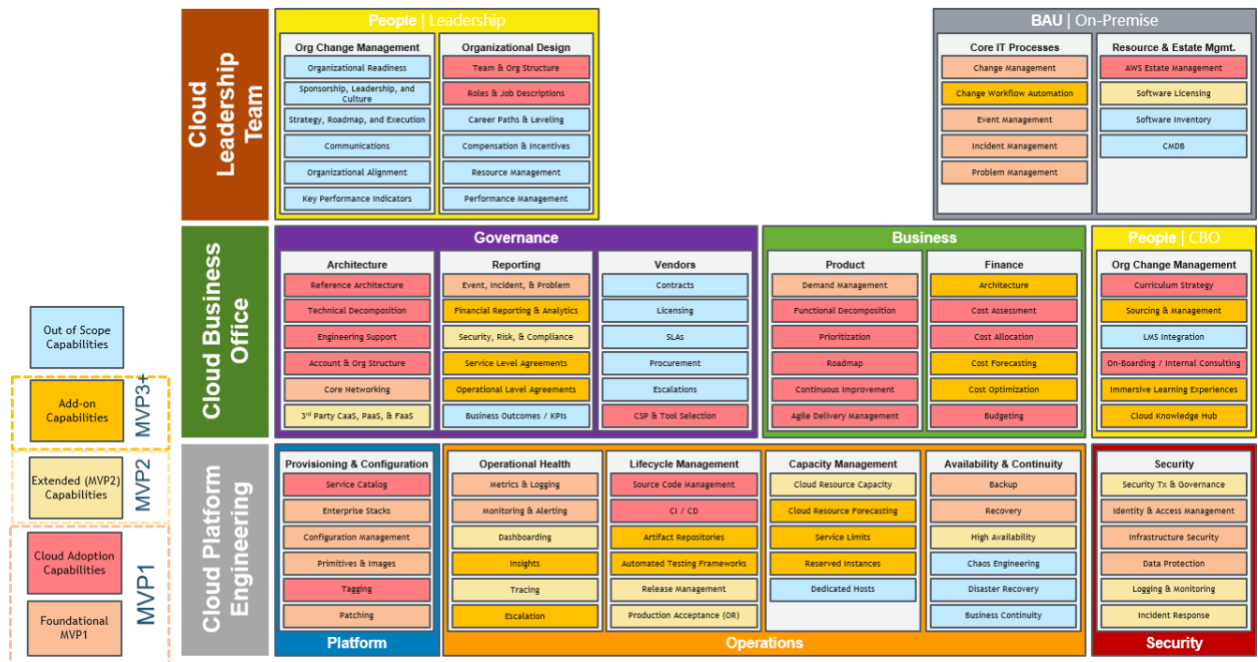 People | Leadership
BAU | On-Premise
Cloud
Leadership
Team
Org Change Management
Organizational Readiness
Sponsorship, Leadership, and
Culture
Strategy, Roadmap, and Execution
Communications
Organizational Alignment
Key Performance Indicators
Organizational Design
Team & Org Structure
Roles & Job Descriptions
Career Paths & Leveling
Compensation & Incentives
Resource Management
Performance Management
Core IT Processes
Change Management
Change Workflow Automation
Event Management
Incident Management
Problem Management
Resource & Estate Mgmt.
AWS Estate Management
Software Licensing
Software Inventory
CMDB
Cloud Business
Office
Governance
Architecture
Reference Architecture
Technical Decomposition
Engineering Support
Account & Org Structure
Core Networking
3rd Party CaaS, PaaS, & FaaS
Reporting
Event, Incident, & Problem
Financial Reporting & Analytics
Security, Risk, & Compliance
Service Level Agreements
Operational Level Agreements
Business Outcomes / KPIs
Vendors
Contracts
Licensing
SLAs
Procurement
Escalations
CSP & Tool Selection
Business
Product
Demand Management
Functional Decomposition
Prioritization
Roadmap
Continuous Improvement
Agile Delivery Management
Finance
Architecture
Cost Assessment
Cost Allocation
Cost Forecasting
Cost Optimization
Budgeting
People | CBO
Org Change Management
Curriculum Strategy
Sourcing & Management
LMS Integration
On-Boarding / Internal Consulting
Immersive Learning Experiences
Cloud Knowledge Hub
Cloud Platform
Engineering
Provisioning & Configuration
Service Catalog
Enterprise Stacks
Configuration Management
Primitives & Images
Tagging
Patching
Platform
Operational Health
Metrics & Logging
Monitoring & Alerting
Dashboarding
Insights
Tracing
Escalation
Lifecycle Management
Source Code Management
CI / CD
Artifact Repositories
Automated Testing Frameworks
Release Management
Production Acceptance (OR)
Capacity Management
Cloud Resource Capacity
Cloud Resource Forecasting
Service Limits
Reserved Instances
Dedicated Hosts
Availability & Continuity
Backup
Recovery
High Availability
Chaos Engineering
Disaster Recovery
Business Continuity
Operations
Security
Security Tx & Governance
Identity & Access Management
Infrastructure Security
Data Protection
Logging & Monitoring
Incident Response
Security
Out of Scope
Capabilities
Add-on
Capabilities
MVP3+
Extended (MVP2)
Capabilities
MVP2
Cloud Adoption
Capabilities
Foundational
MVP1
MVP1